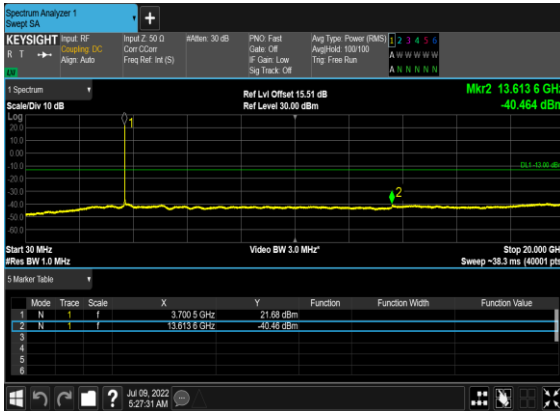 Spectrum Analyzer 1
Swept SA
KEYSIGHT Input: RF Input Z: 50 Ω #Atten: 30 dB PNO: Fast Avg Type: Power (RMS) 1 2 3 4 5 6
R T Coupling: DC Corr CCorr Gate: Off Avg|Hold: 100/100 A W W W W W
Align: Auto Freq Ref: Int (S) IF Gain: Low Trig: Free Run
Sig Track: Off A N N N N N
1 Spectrum
Ref Lvl Offset 15.51 dB Mkr2 13.613 6 GHz
Scale/Div 10 dB Ref Level 30.00 dBm -40.464 dBm
Log
20.0
10.0
0.00
-10.0
DL1 -13.00 dBm
-20.0
-30.0
-40.0
-50.0
-60.0
1
2
Start 30 MHz Video BW 3.0 MHz* Stop 20.000 GHz
#Res BW 1.0 MHz Sweep ~38.3 ms (40001 pts)
5 Marker Table
Mode Trace Scale X Y Function Function Width Function Value
1 N 1 f 3.700 5 GHz 21.68 dBm
2 N 1 f 13.613 6 GHz -40.46 dBm
3
4
5
6
Jul 09, 2022
5:27:31 AM